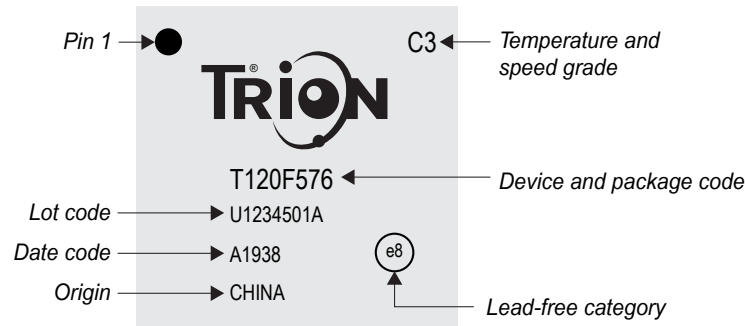 Pin 1
C3
Temperature and
speed grade
TRION®
T120F576
Device and package code
Lot code
U1234501A
Date code
A1938
e8
Origin
CHINA
Lead-free category